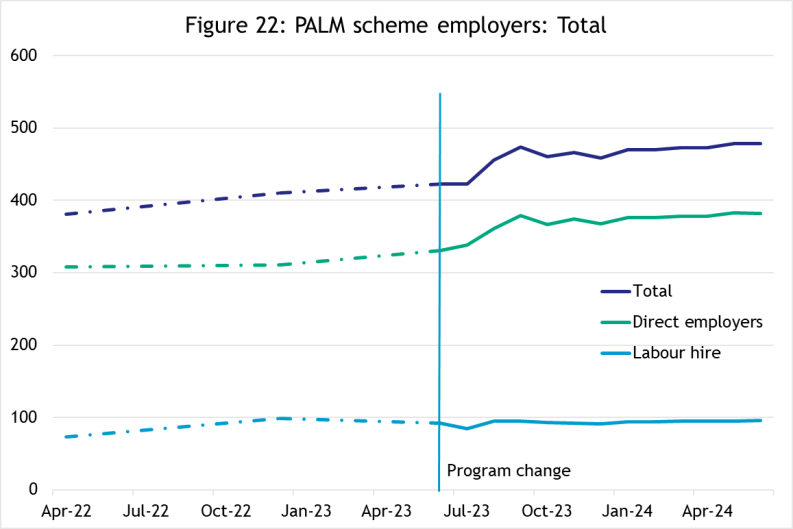 Figure 22: PALM scheme employers: Total
600
500
400
300
200
100
0
Total
Direct employers
Labour hire
Program change
Apr-22 Jul-22 Oct-22 Jan-23 Apr-23 Jul-23 Oct-23 Jan-24 Apr-24